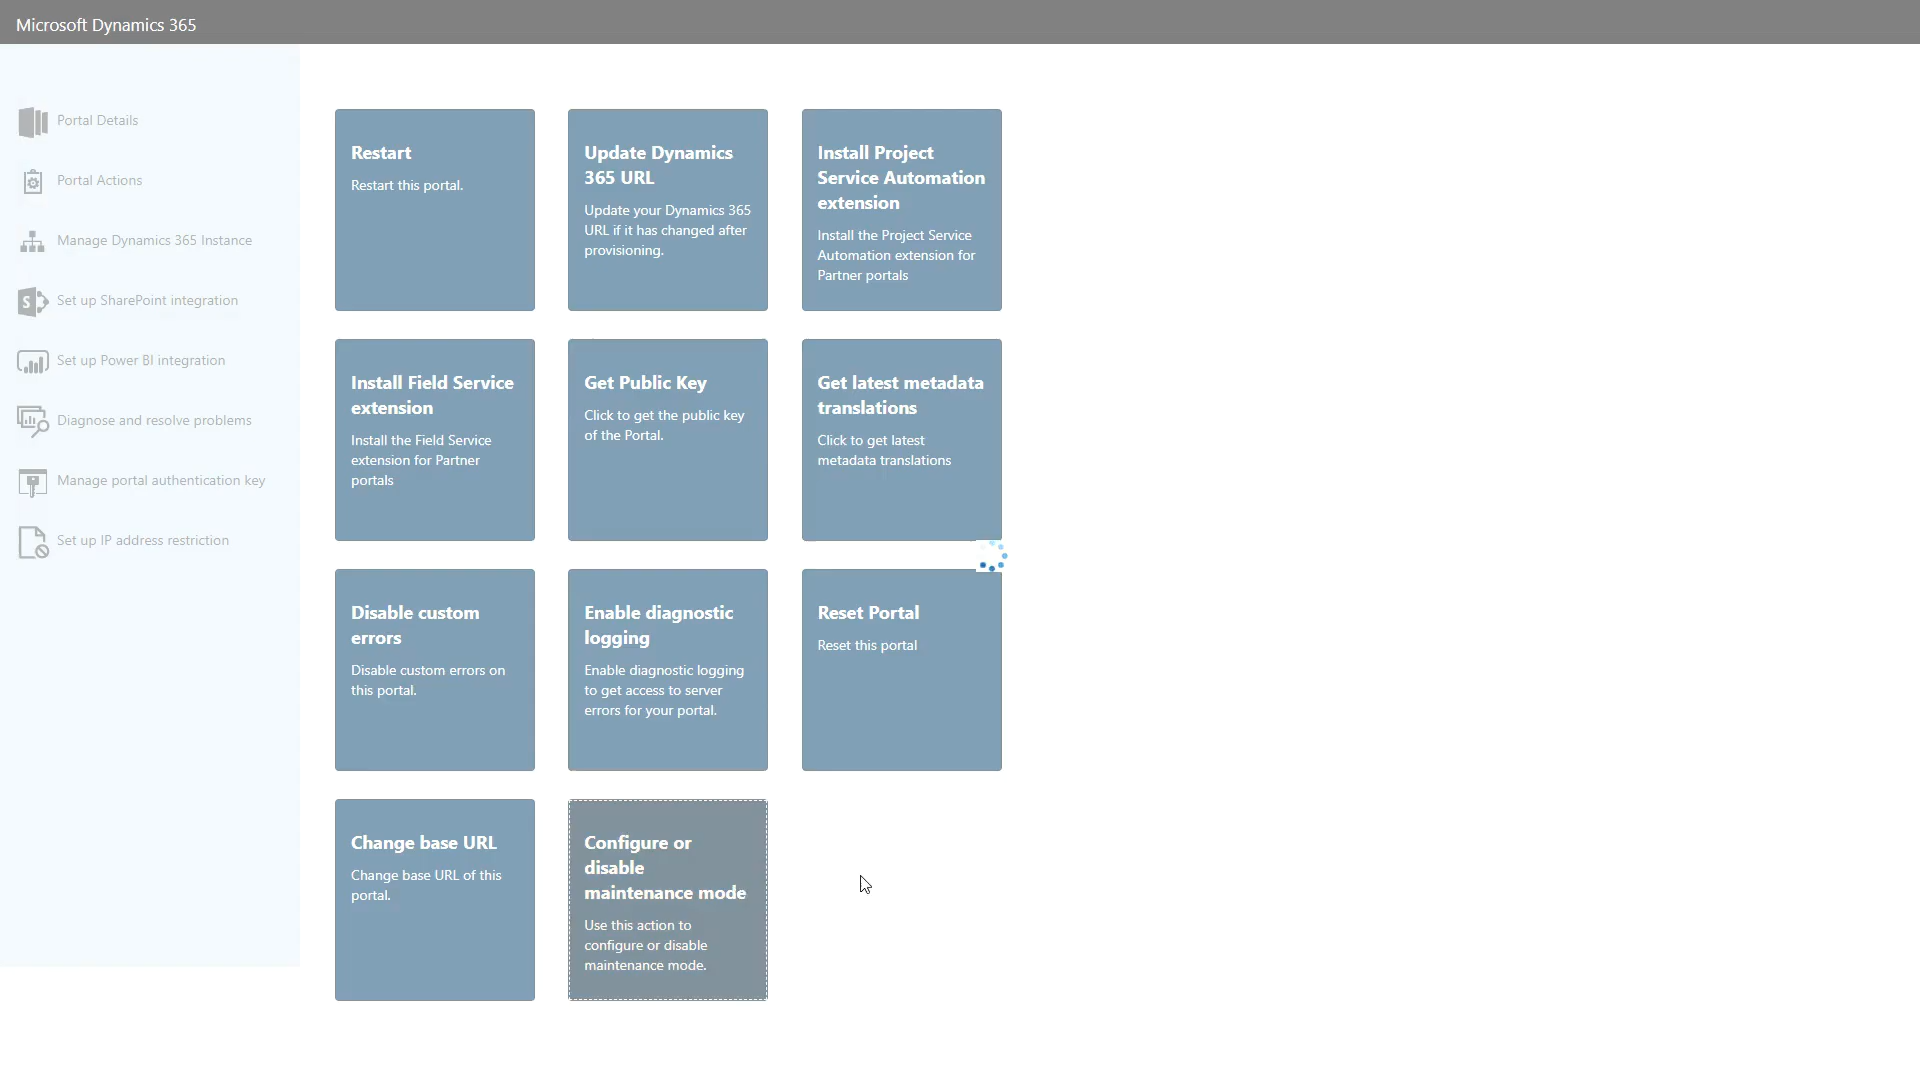 Microsoft Dynamics 365
Portal Details
Portal Actions
Manage Dynamics 365 Instance
Set up SharePoint integration
Set up Power BI integration
Diagnose and resolve problems
Manage portal authentication key
Set up IP address restriction
Restart
Restart this portal.
Update Dynamics
365 URL
Update your Dynamics 365
URL if it has changed after
provisioning.
Install Project
Service Automation
extension
Install the Project Service
Automation extension for
Partner portals
Install Field Service
extension
Install the Field Service
extension for Partner
portals
Get Public Key
Click to get the public key
of the Portal.
Get latest metadata
translations
Click to get latest
metadata translations
Disable custom
errors
Disable custom errors on
this portal.
Enable diagnostic
logging
Enable diagnostic logging
to get access to server
errors for your portal.
Reset Portal
Reset this portal
Change base URL
Change base URL of this
portal.
Configure or
disable
maintenance mode
Use this action to
configure or disable
maintenance mode.